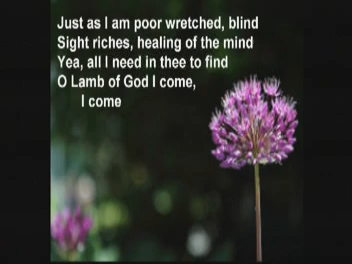 Just as I am poor wretched, blind
Sight riches, healing of the mind
Yea, all I need in thee to find
O Lamb of God I come,
I come